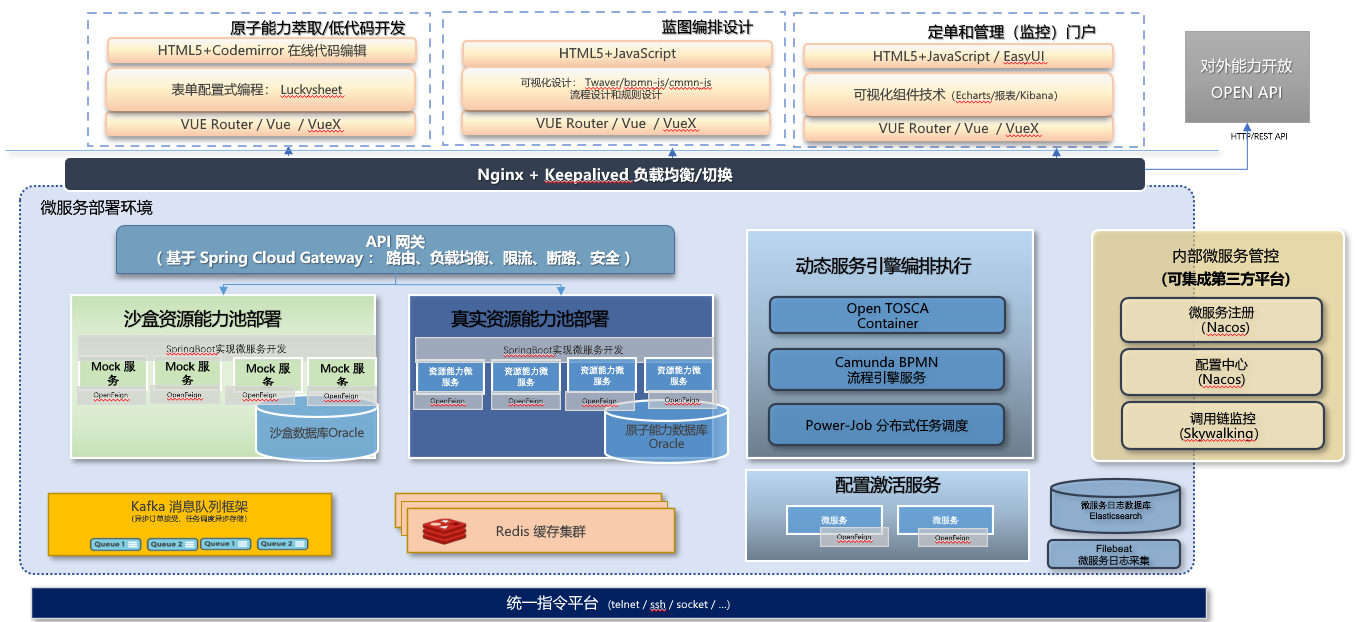 原子能力萃取/低代码开发
HTML5+Codemirror 在线代码编辑
表单配置式编程： Luckysheet
VUE Router / Vue / VueX
蓝图编排设计
HTML5+JavaScript
可视化设计：Twaver/bpmn-js/cmmn-js
流程设计和规则设计
VUE Router / Vue / VueX
定单和管理（监控）门户
HTML5+JavaScript / EasyUI
可视化组件技术（Echarts/报表/Kibana）
VUE Router / Vue / VueX
对外能力开放
OPEN API
HTTP/REST API
Nginx + Keepalived 负载均衡/切换
微服务部署环境
API 网关
（ 基于 Spring Cloud Gateway ： 路由、负载均衡、限流、断路、安全 ）
沙盒资源能力池部署
SpringBoot实现微服务开发
Mock 服
务
OpenFeign
Mock 服
务
OpenFeign
Mock 服
务
OpenFeign
Mock 服
务
OpenFeign
沙盒数据库Oracle
真实资源能力池部署
SpringBoot实现微服务开发
资源能力微
服务
OpenFeign
资源能力微
服务
OpenFeign
资源能力微
服务
OpenFeign
资源能力微
服务
OpenFeign
原子能力数据库
Oracle
动态服务引擎编排执行
Open TOSCA
Container
Camunda BPMN
流程引擎服务
Power-Job 分布式任务调度
内部微服务管控
(可集成第三方平台)
微服务注册
（Nacos）
配置中心
(Nacos)
调用链监控
(Skywalking）
Kafka 消息队列框架
（异步订单接受、任务调度异步存储）
Queue 1
Queue 2
Queue 1
Queue 2
Redis 缓存集群
配置激活服务
微服务
OpenFeign
微服务
OpenFeign
微服务日志数据库
Elasticsearch
Filebeat
微服务日志采集
统一指令平台 （telnet / ssh / socket / ...）